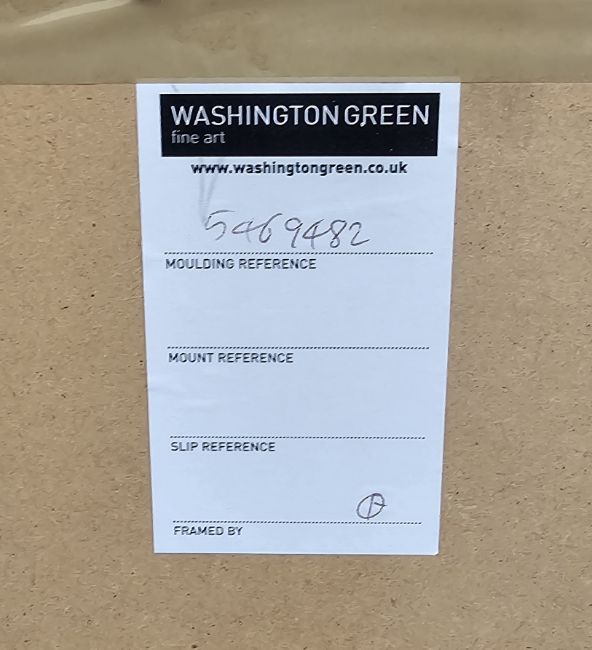 WASHINGTON GREEN
fine art
www.washingtongreen.co.uk
5469482
MOULDING REFERENCE
MOUNT REFERENCE
SLIP REFERENCE
FRAMED BY